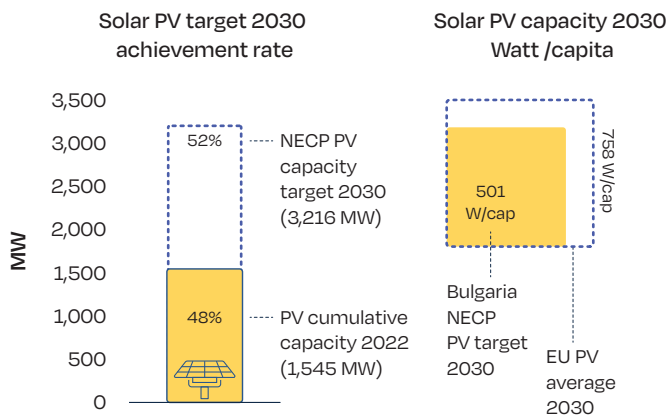 Solar PV target 2030
achievement rate
MW
3,500
3,000
2,500
2,000
1,500
1,000
500
0
52%
48%
NECP PV
capacity
target 2030
(3,216 MW)
PV cumulative
capacity 2022
(1,545 MW)
Solar PV capacity 2030
Watt /capita
501
W/cap
758 W/cap
Bulgaria
NECP
PV target
2030
EU PV
average
2030